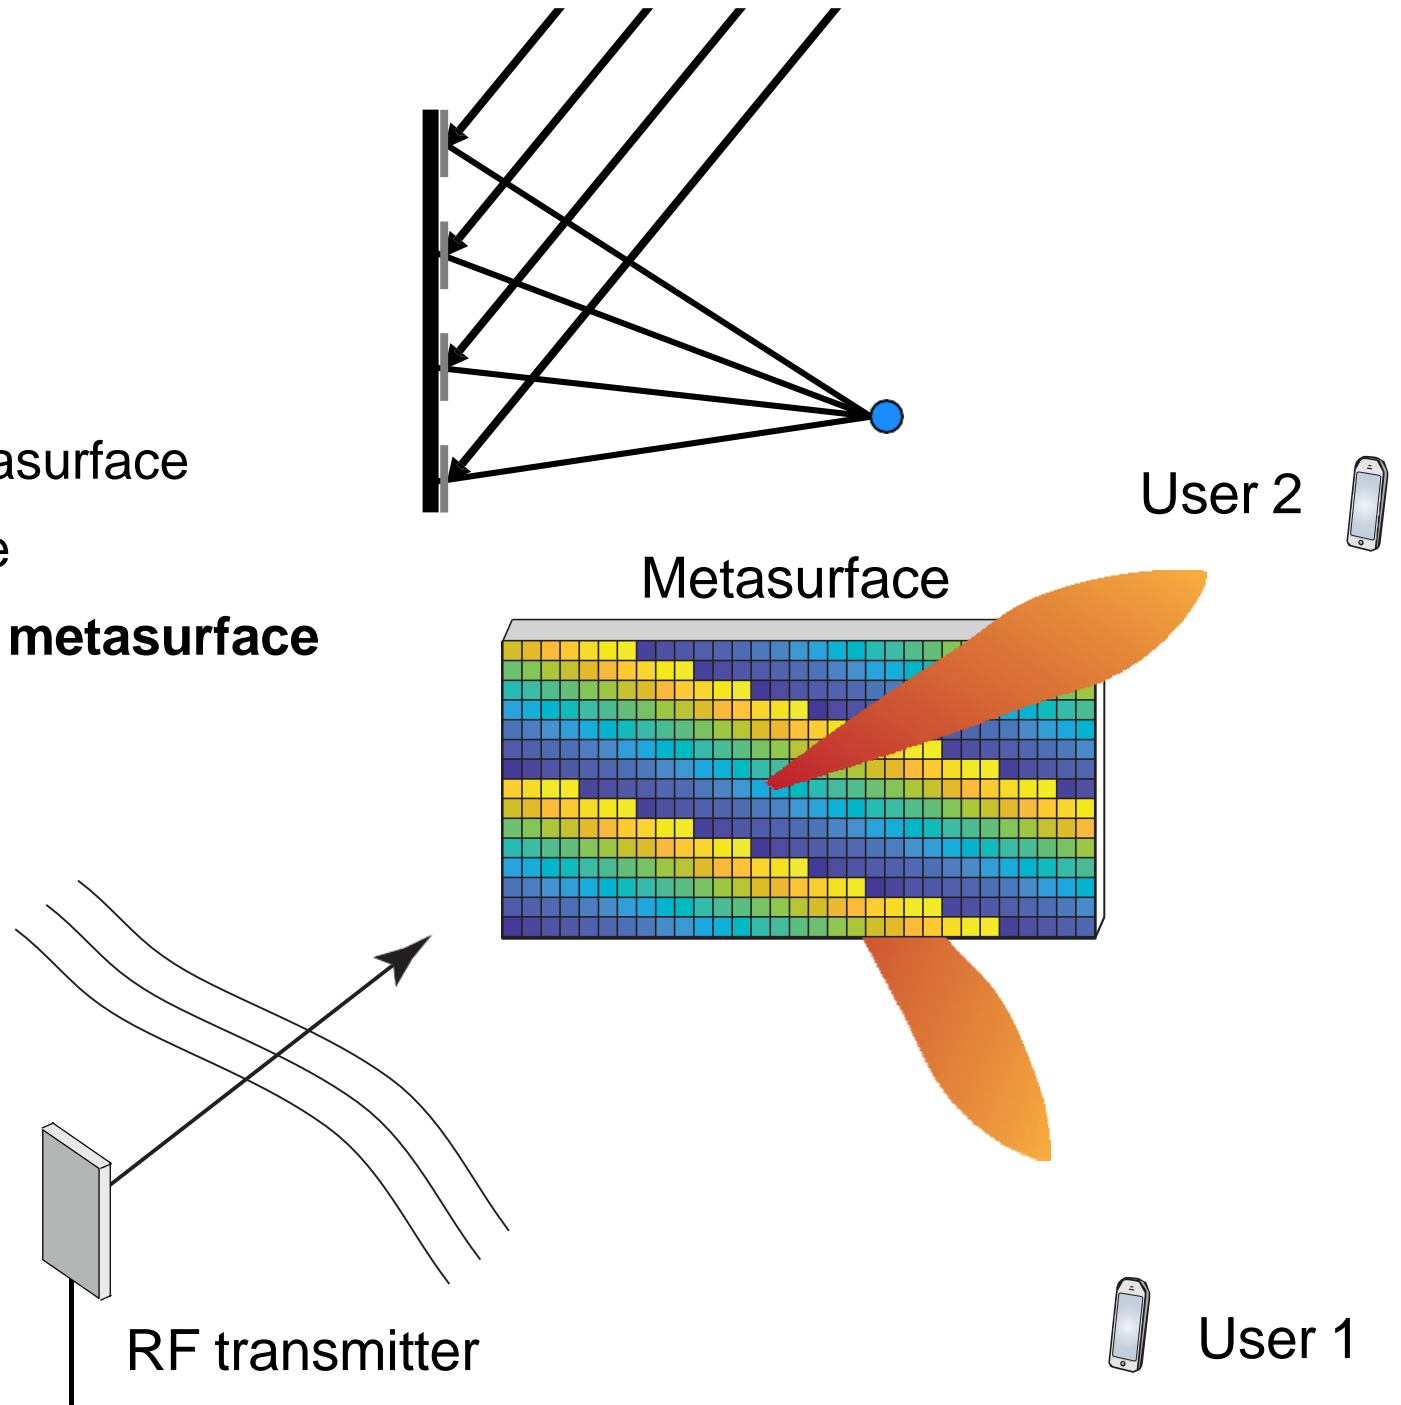 asurface
e
metasurface
User 2
Metasurface
RF transmitter
User 1